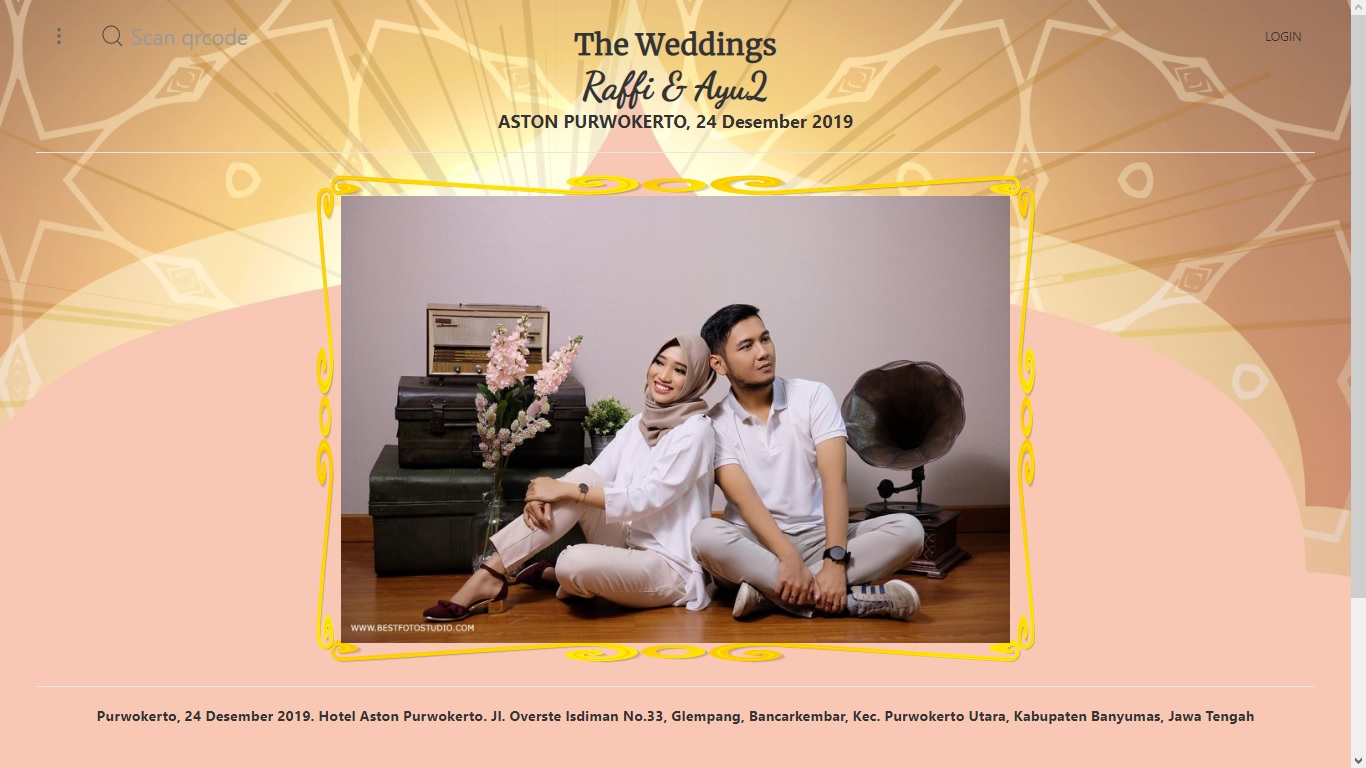 Scan qrcode
LOGIN
The Weddings
Raffi & Ayu2
ASTON PURWOKERTO, 24 Desember 2019
WWW.BESTFOTOSTUDIO.COM
Purwokerto, 24 Desember 2019. Hotel Aston Purwokerto. Jl. Overste Isdiman No.33, Glempang, Bancarkembar, Kec. Purwokerto Utara, Kabupaten Banyumas, Jawa Tengah